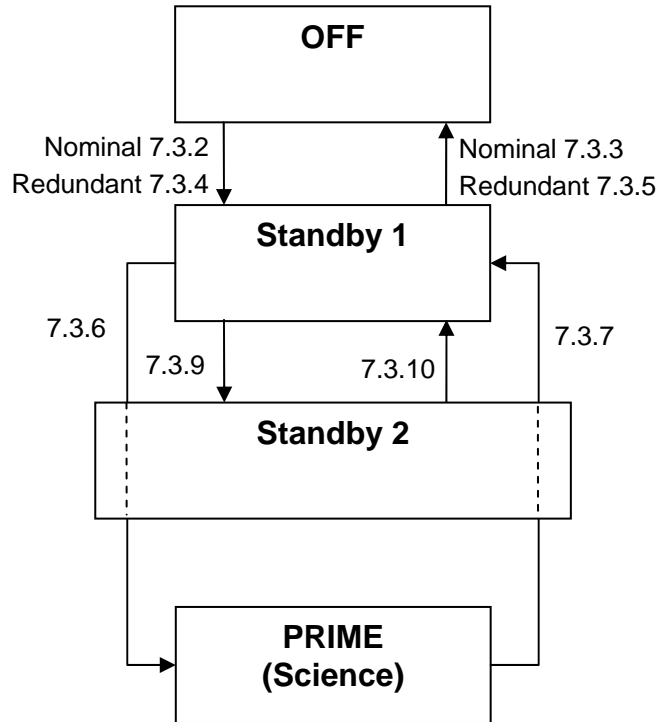 OFF
Nominal 7.3.2
Redundant 7.3.4
Nominal 7.3.3
Redundant 7.3.5
Standby 1
7.3.6
7.3.9
7.3.10
7.3.7
Standby 2
PRIME
(Science)